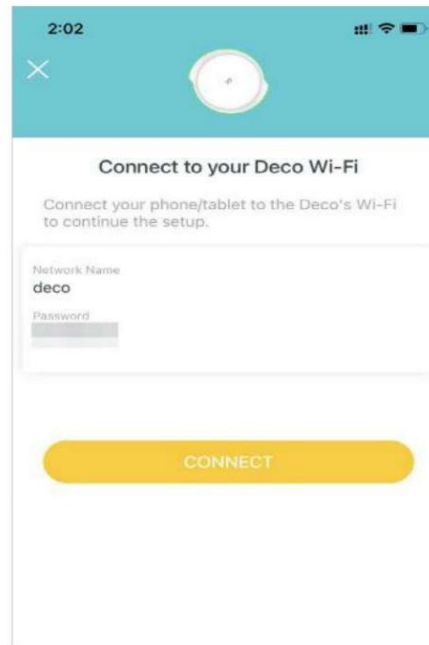 2:02
Connect to your Deco Wi-Fi
Connect your phone/tablet to the Deco's Wi-Fi
to continue the setup.
Network Name
deco
Password
CONNECT